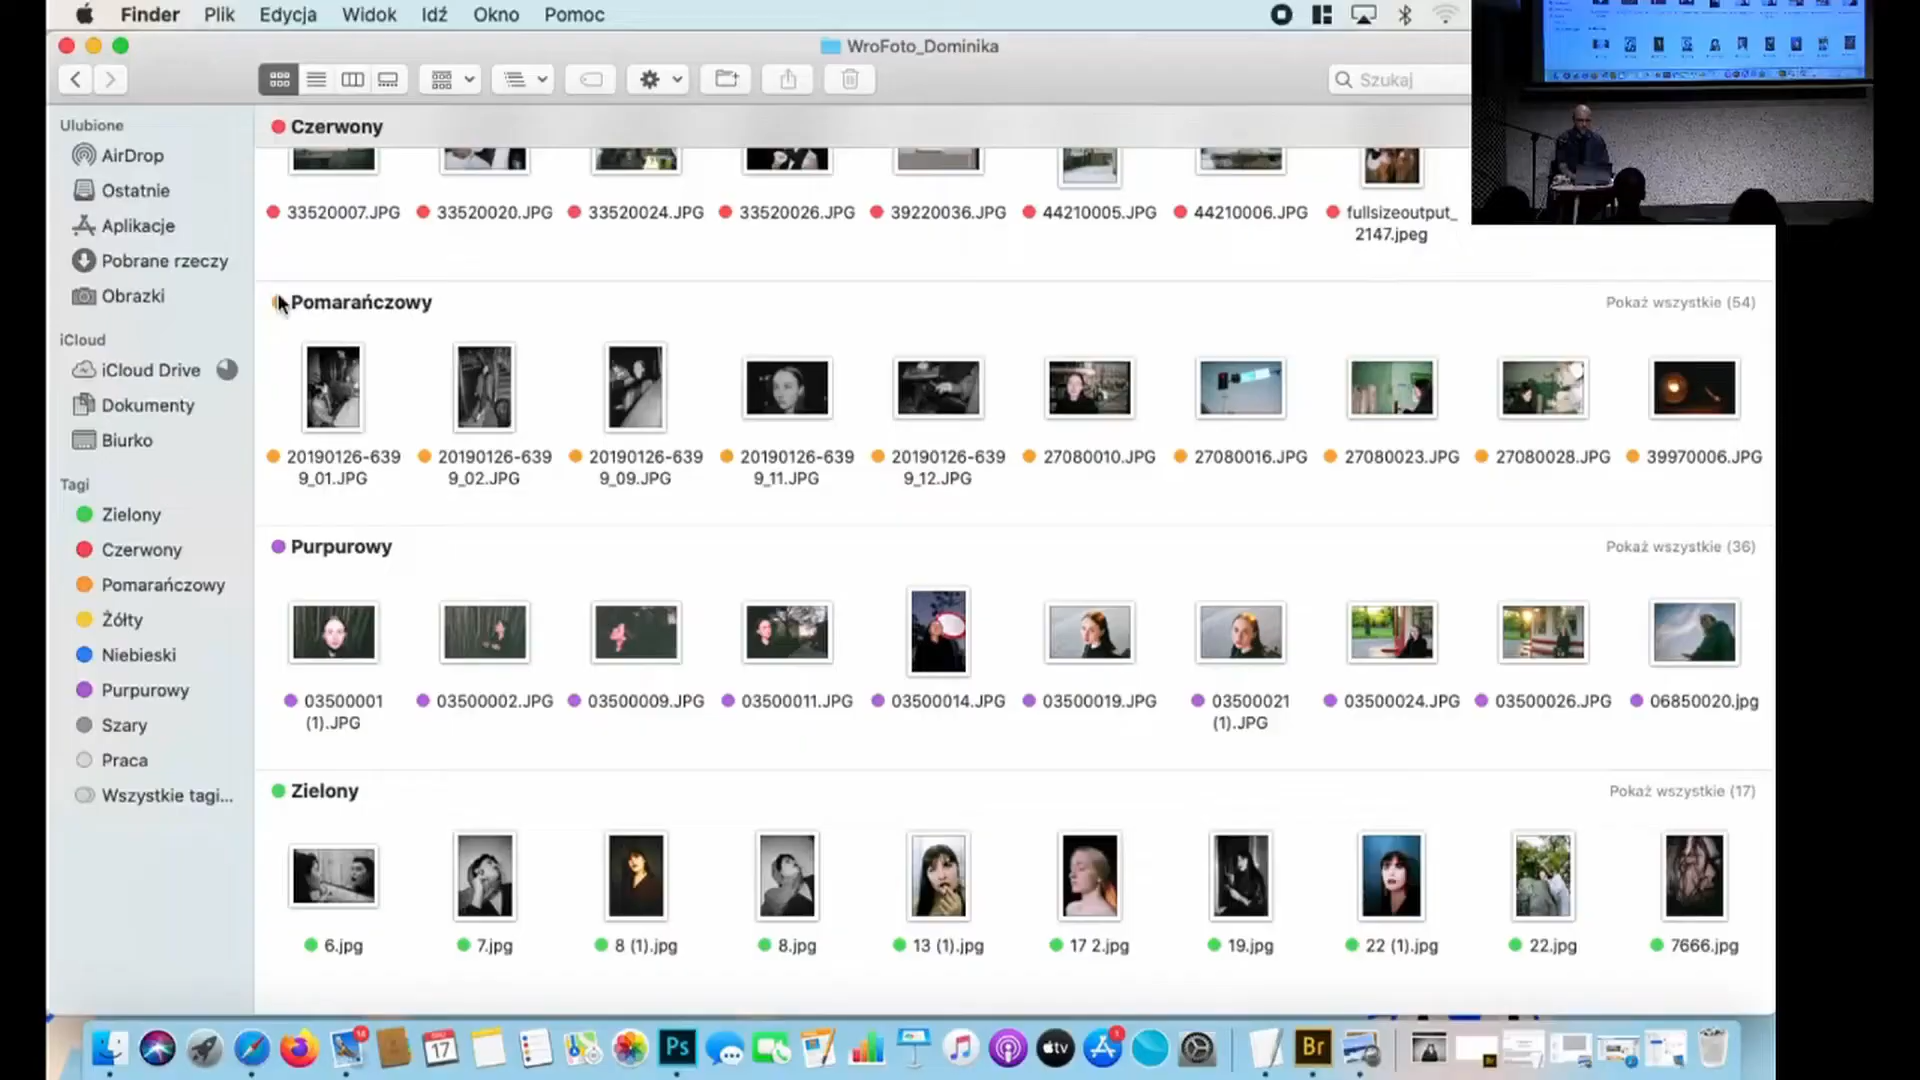 Finder Plik Edycja Widok Idź Okno Pomoc
WroFoto_Dominika
Szukaj
Ulubione
AirDrop
Ostatnie
Aplikacje
Pobrane rzeczy
Obrazki
iCloud
iCloud Drive
Dokumenty
Biurko
Tagi
Zielony
Czerwony
Pomarańczowy
Żółty
Niebieski
Purpurowy
Szary
Praca
Wszystkie tagi...
Czerwony
33520007.JPG 33520020.JPG 33520024.JPG 33520026.JPG 39220036.JPG 44210005.JPG 44210006.JPG fullsizeoutput_
2147.jpeg
Pomarańczowy Pokaż wszystkie (54)
20190126-639 20190126-639 20190126-639 20190126-639 20190126-639 27080010.JPG 27080016.JPG 27080023.JPG 27080028.JPG 39970006.JPG
9_01.JPG 9_02.JPG 9_09.JPG 9_11.JPG 9_12.JPG
Purpurowy Pokaż wszystkie (36)
03500001 03500002.JPG 03500009.JPG 03500011.JPG 03500014.JPG 03500019.JPG 03500021 03500024.JPG 03500026.JPG 06850020.jpg
(1).JPG (1).JPG
Zielony Pokaż wszystkie (17)
6.jpg 7.jpg 8 (1).jpg 8.jpg 13 (1).jpg 17 2.jpg 19.jpg 22 (1).jpg 22.jpg 7666.jpg
17 Ps tv 1 Br